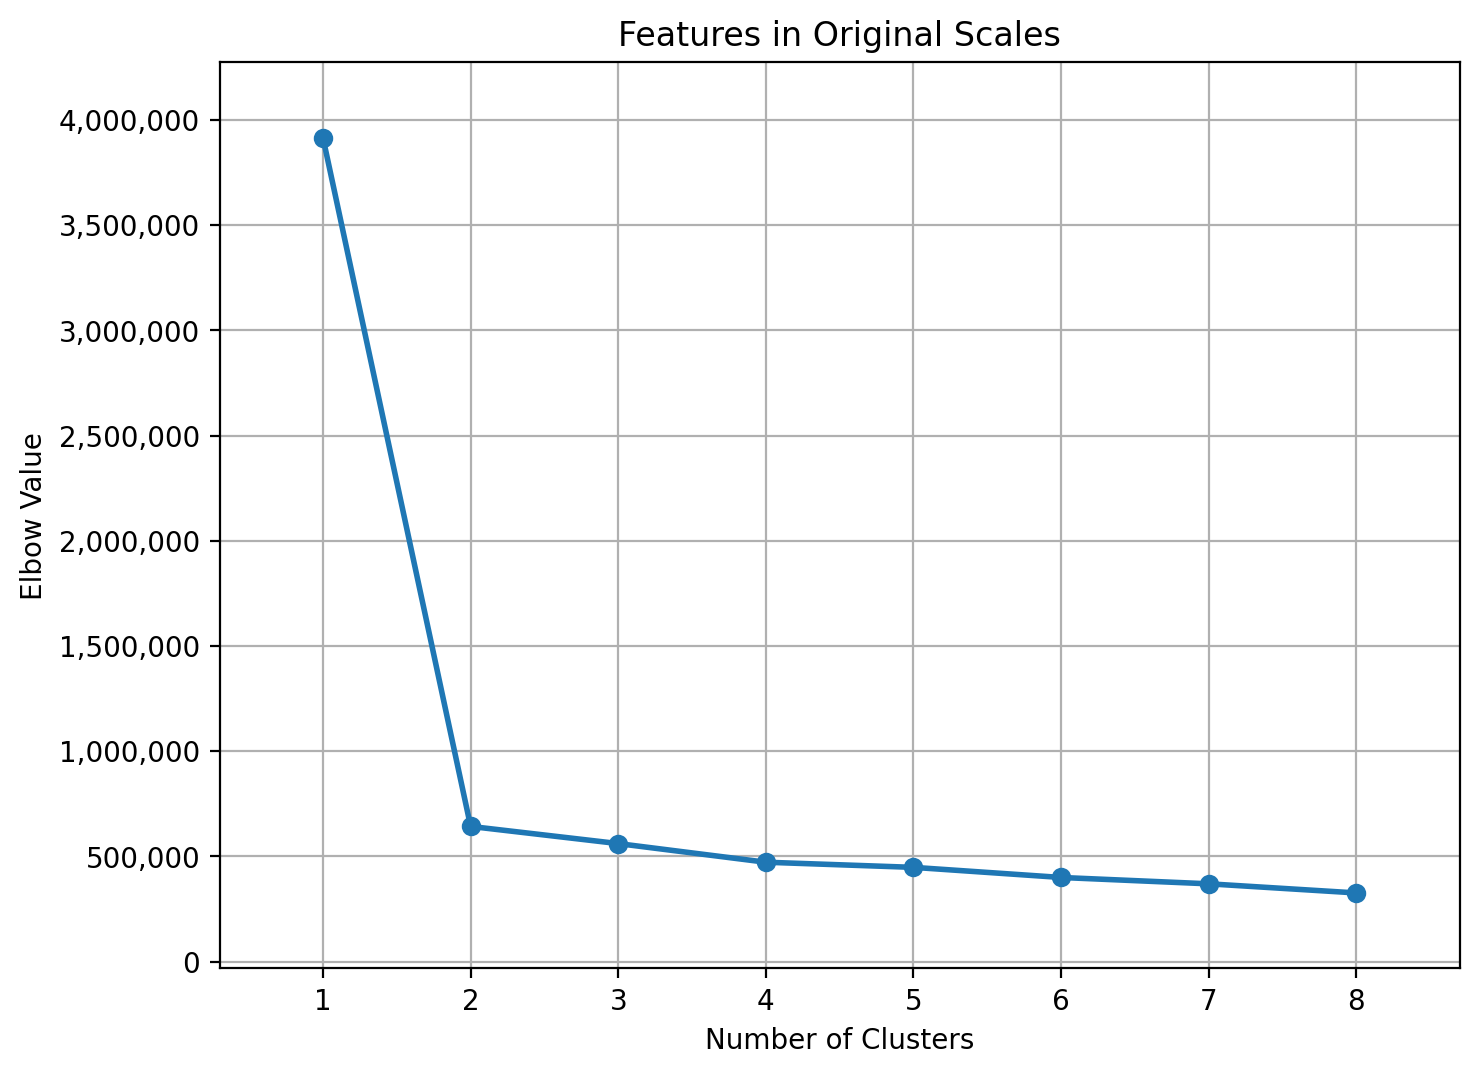 Features in Original Scales
Elbow Value
4,000,000
3,500,000
3,000,000
2,500,000
2,000,000
1,500,000
1,000,000
500,000
0
1 2 3 4 5 6 7 8
Number of Clusters